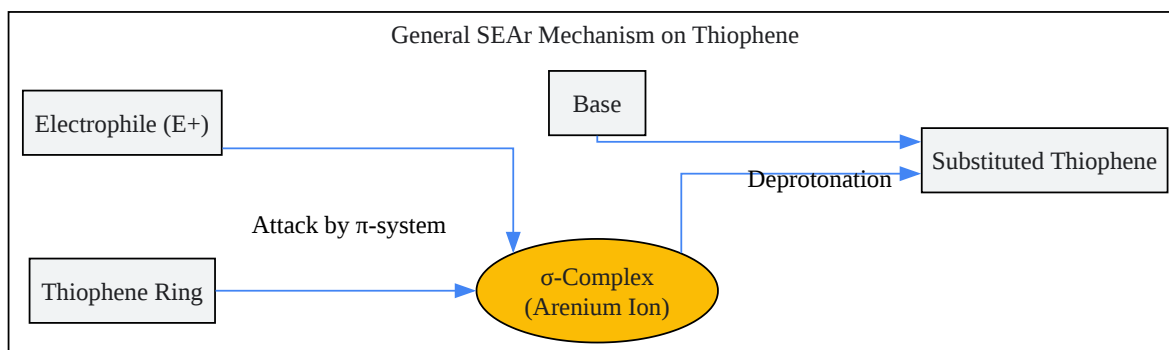 General SEAr Mechanism on Thiophene
Electrophile (E+)
Base
Substituted Thiophene
Deprotonation
Attack by π-system
Thiophene Ring
σ-Complex
(Arenium Ion)